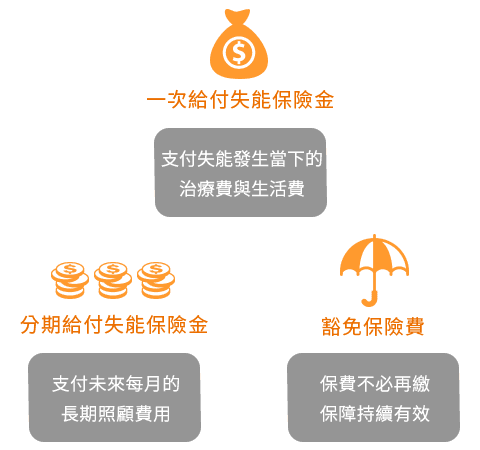 一次給付失能保險金
支付失能發生當下的
治療費與生活費
分期給付失能保險金
支付未來每月的
長期照顧費用
豁免保險費
保費不必再繳
保障持續有效